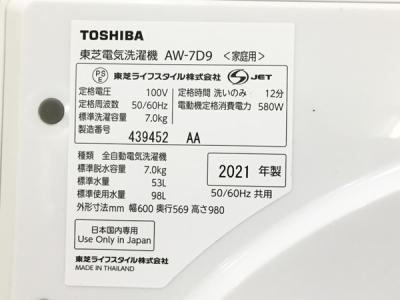 TOSHIBA
東芝電気洗濯機 AW-7D9 <家庭用>
PS E 東芝ライフスタイル株式会社 S JET
定格電圧 100V 定格時間 洗いのみ 12分
定格周波数 50/60Hz 電動機定格消費電力 580W
標準洗濯容量 7.0kg
製造番号 439452 AA
種類 全自動電気洗濯機
標準脱水容量 7.0kg 2021 年製
標準水量 53L
標準使用水量 98L 50/60Hz 共用
外形寸法mm 幅600 奥行569 高さ980
日本国内専用
Use Only in Japan
東芝ライフスタイル株式会社
MADE IN THAILAND